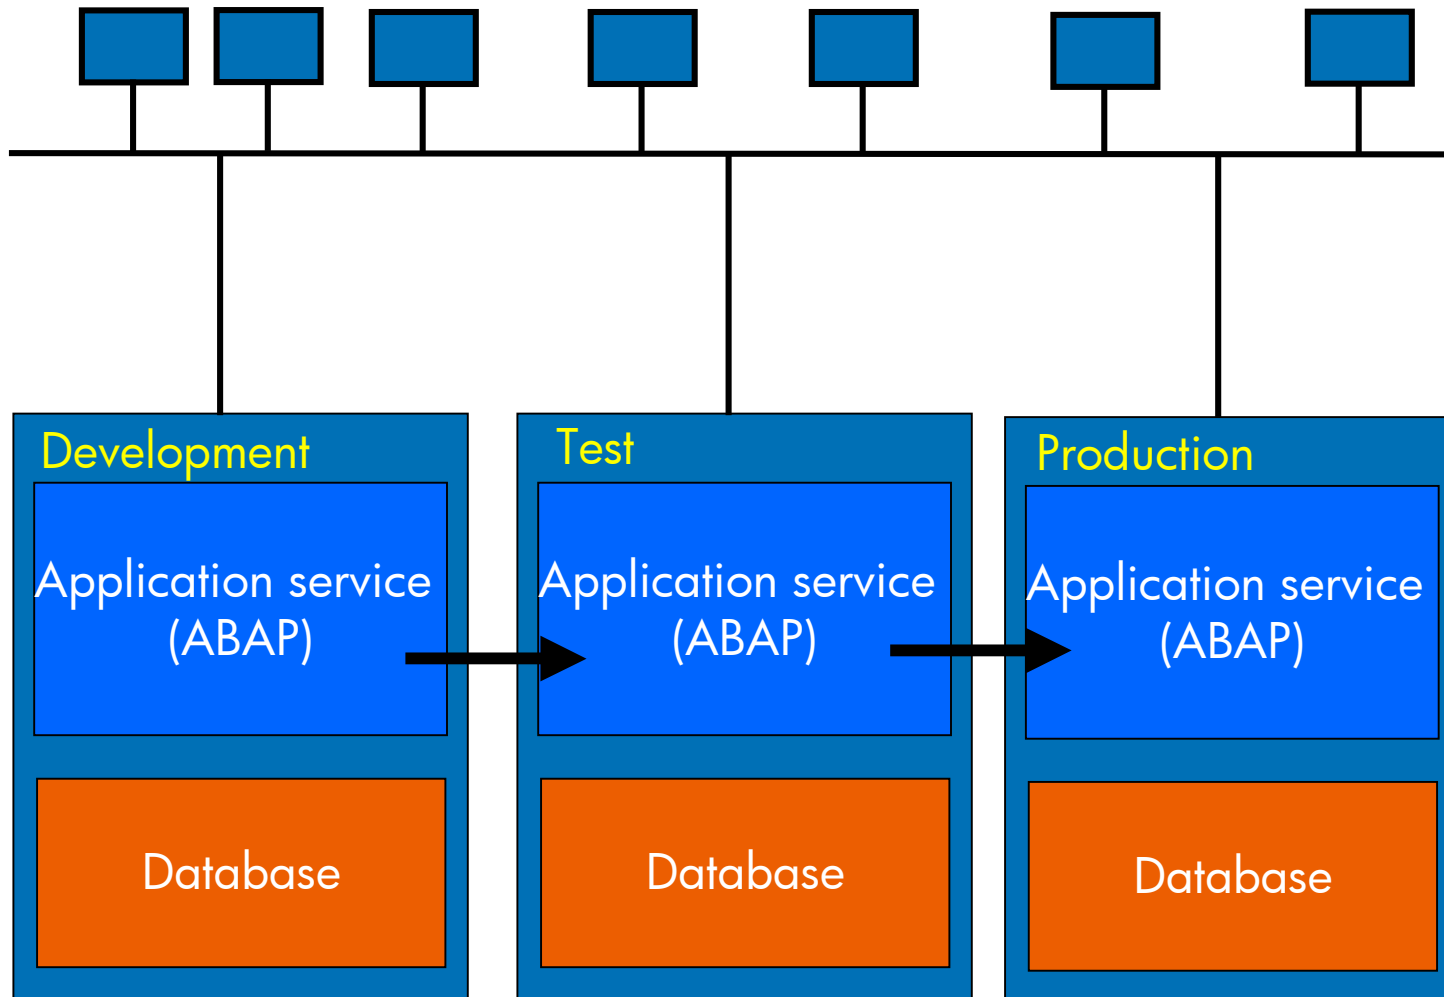 Development
Application service
(ABAP)
Database
Test
Application service
(ABAP)
Database
Production
Application service
(ABAP)
Database